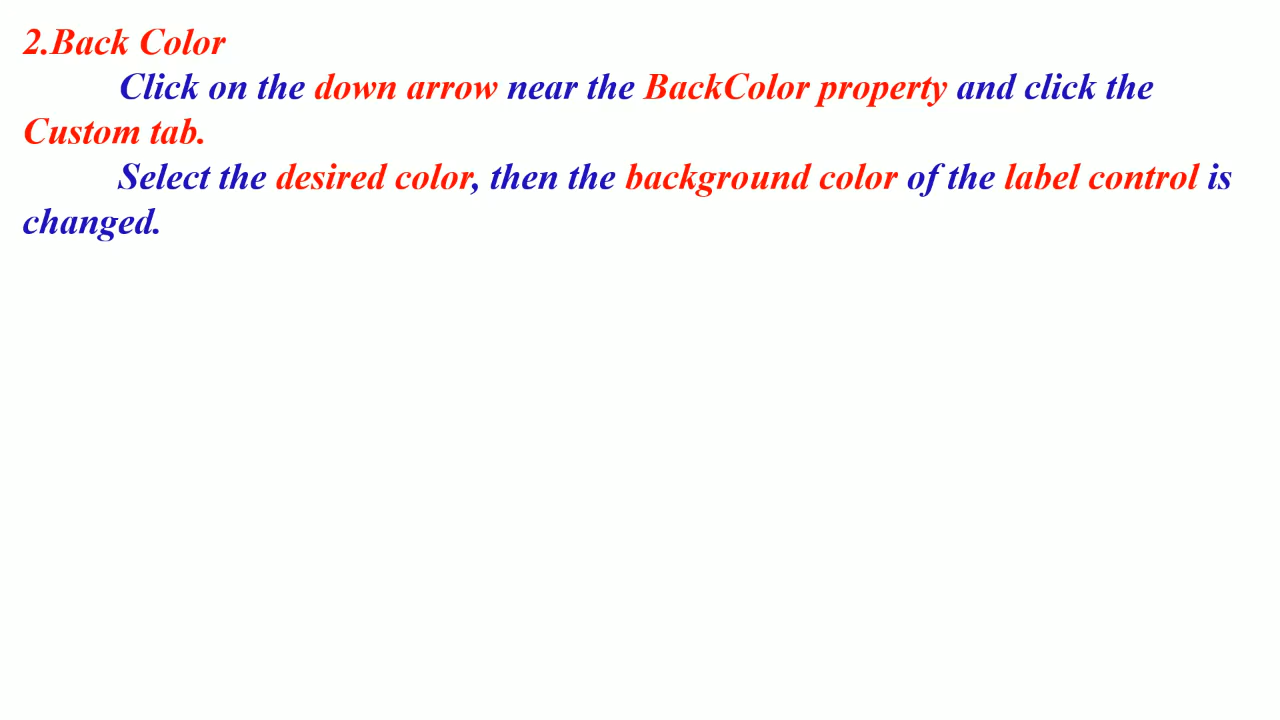 2.Back Color
Click on the down arrow near the BackColor property and click the
Custom tab.
Select the desired color, then the background color of the label control is
changed.